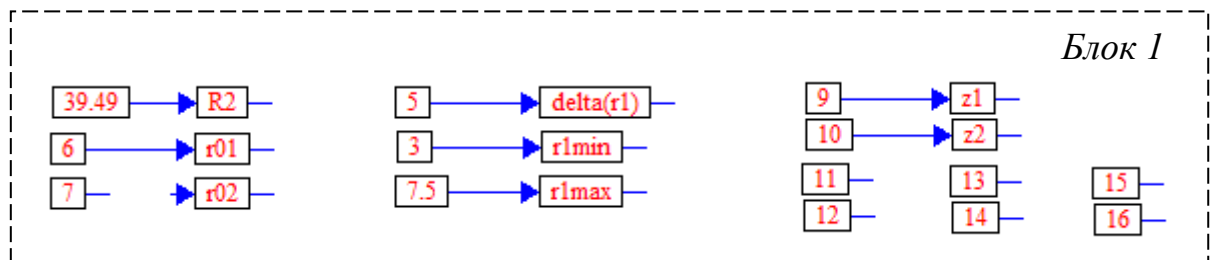 Блок 1
39.49 R2 5 delta(r1) 9 z1
6 r01 3 r1min 10 z2
7 r02 7.5 r1max 11 13 15
12 14 16